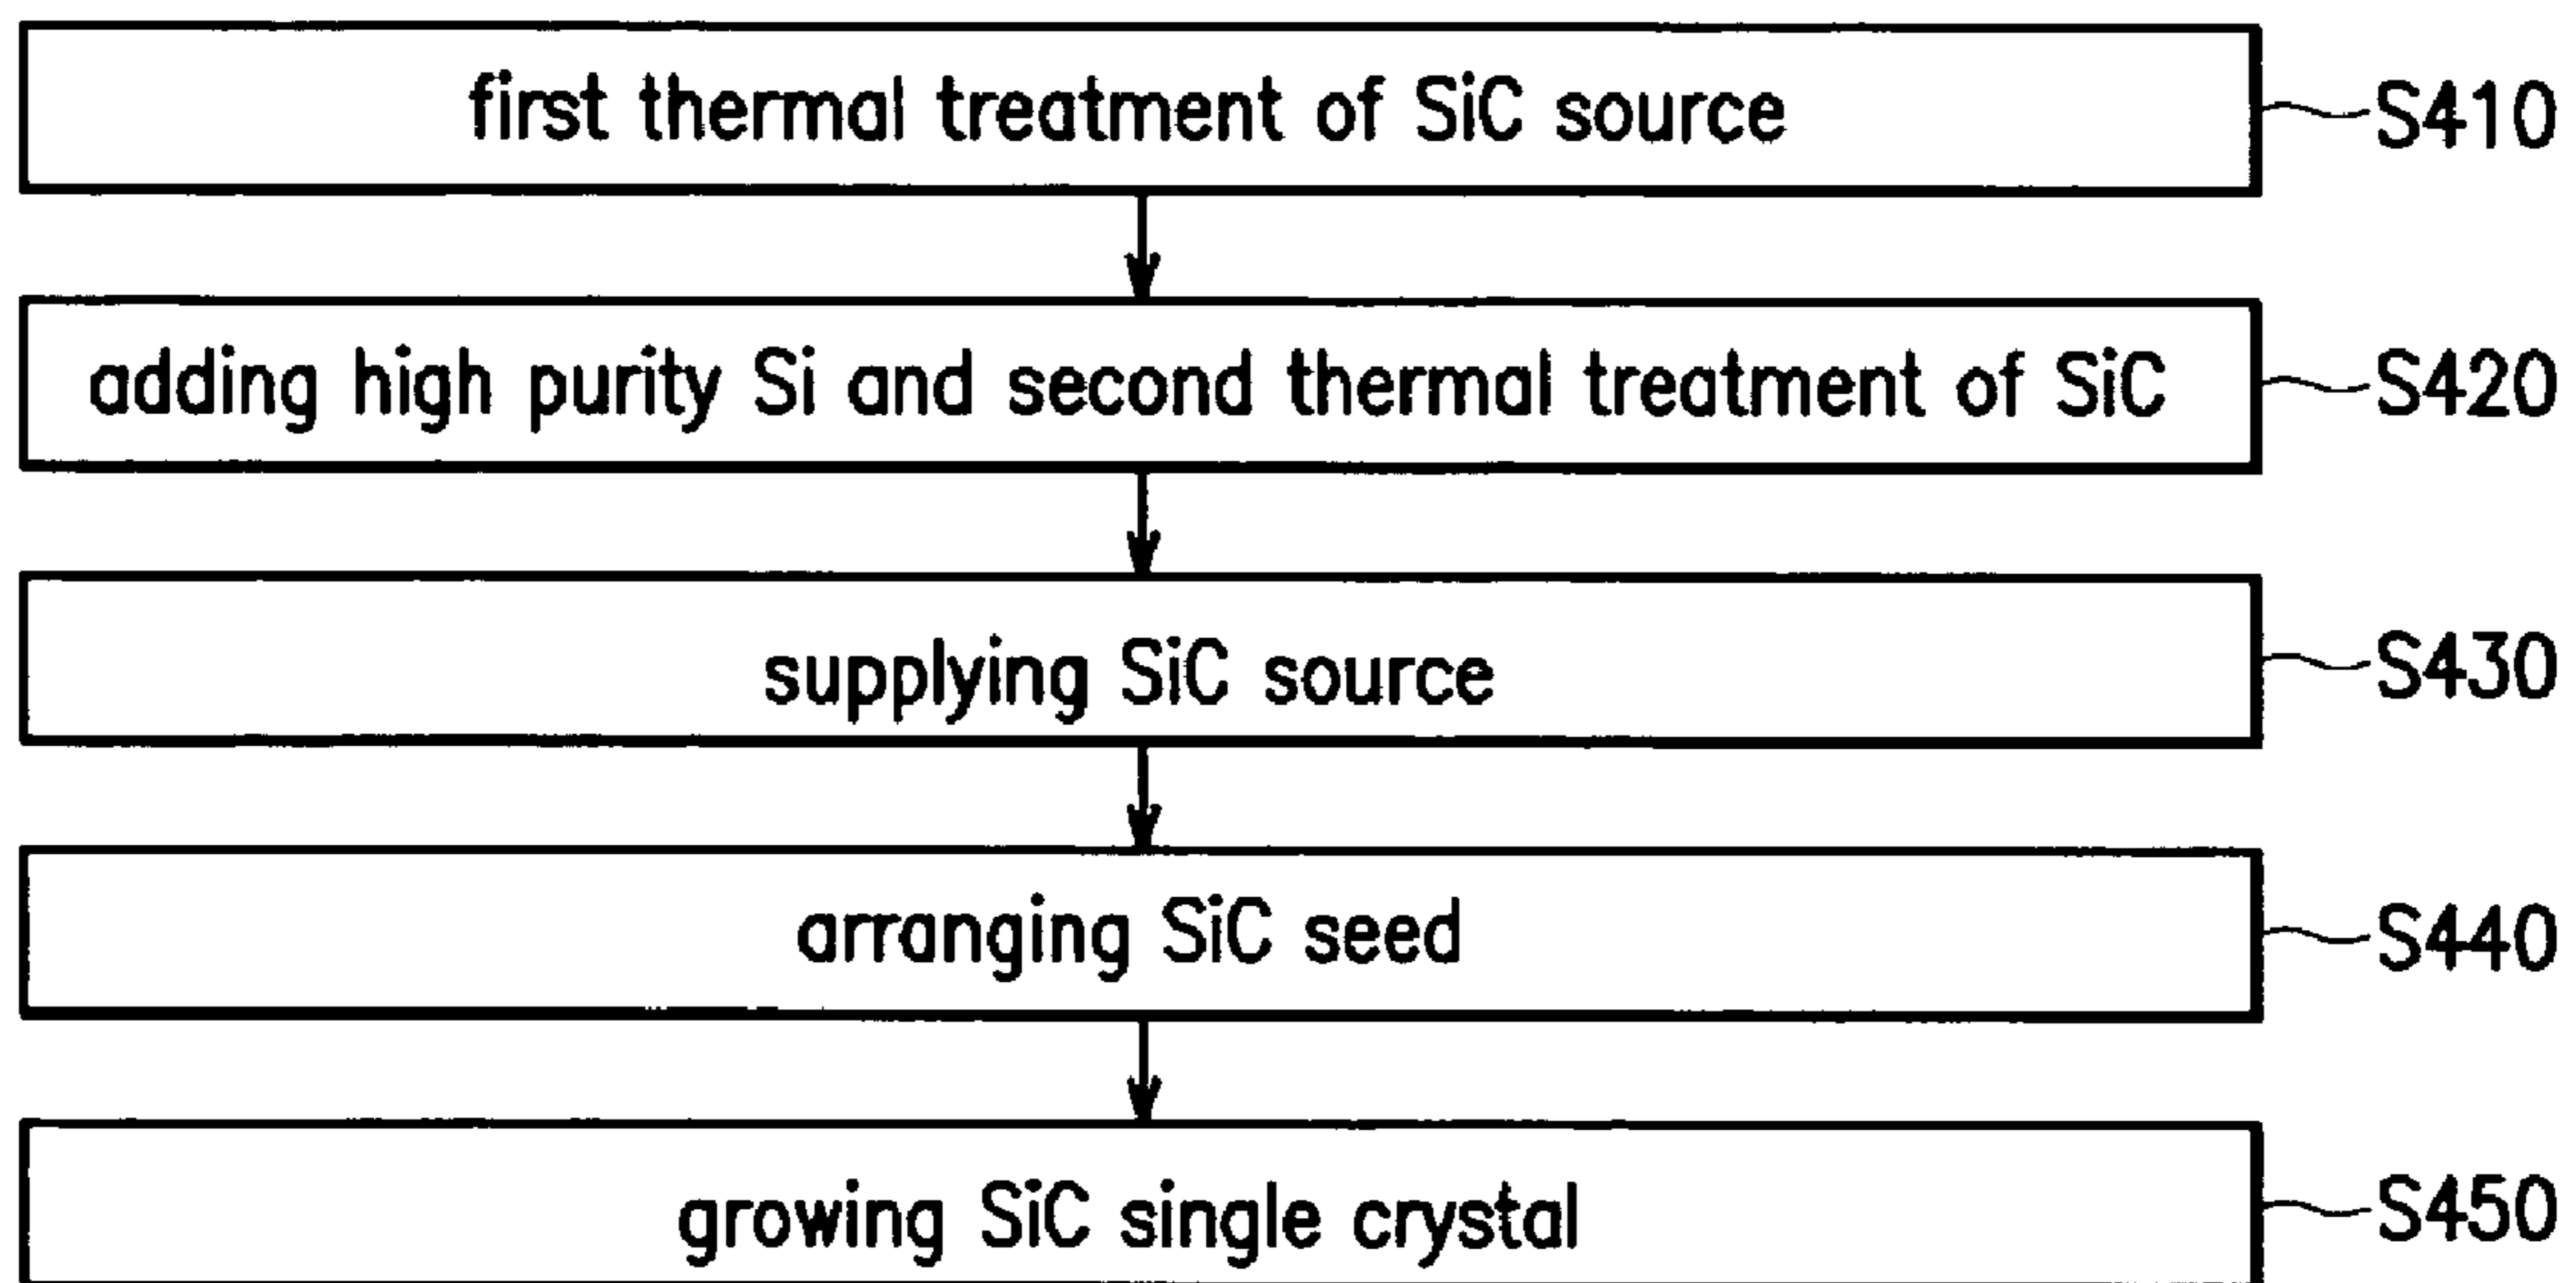 first thermal treatment of SiC source S410
adding high purity Si and second thermal treatment of SiC S420
supplying SiC source S430
arranging SiC seed S440
growing SiC single crystal S450